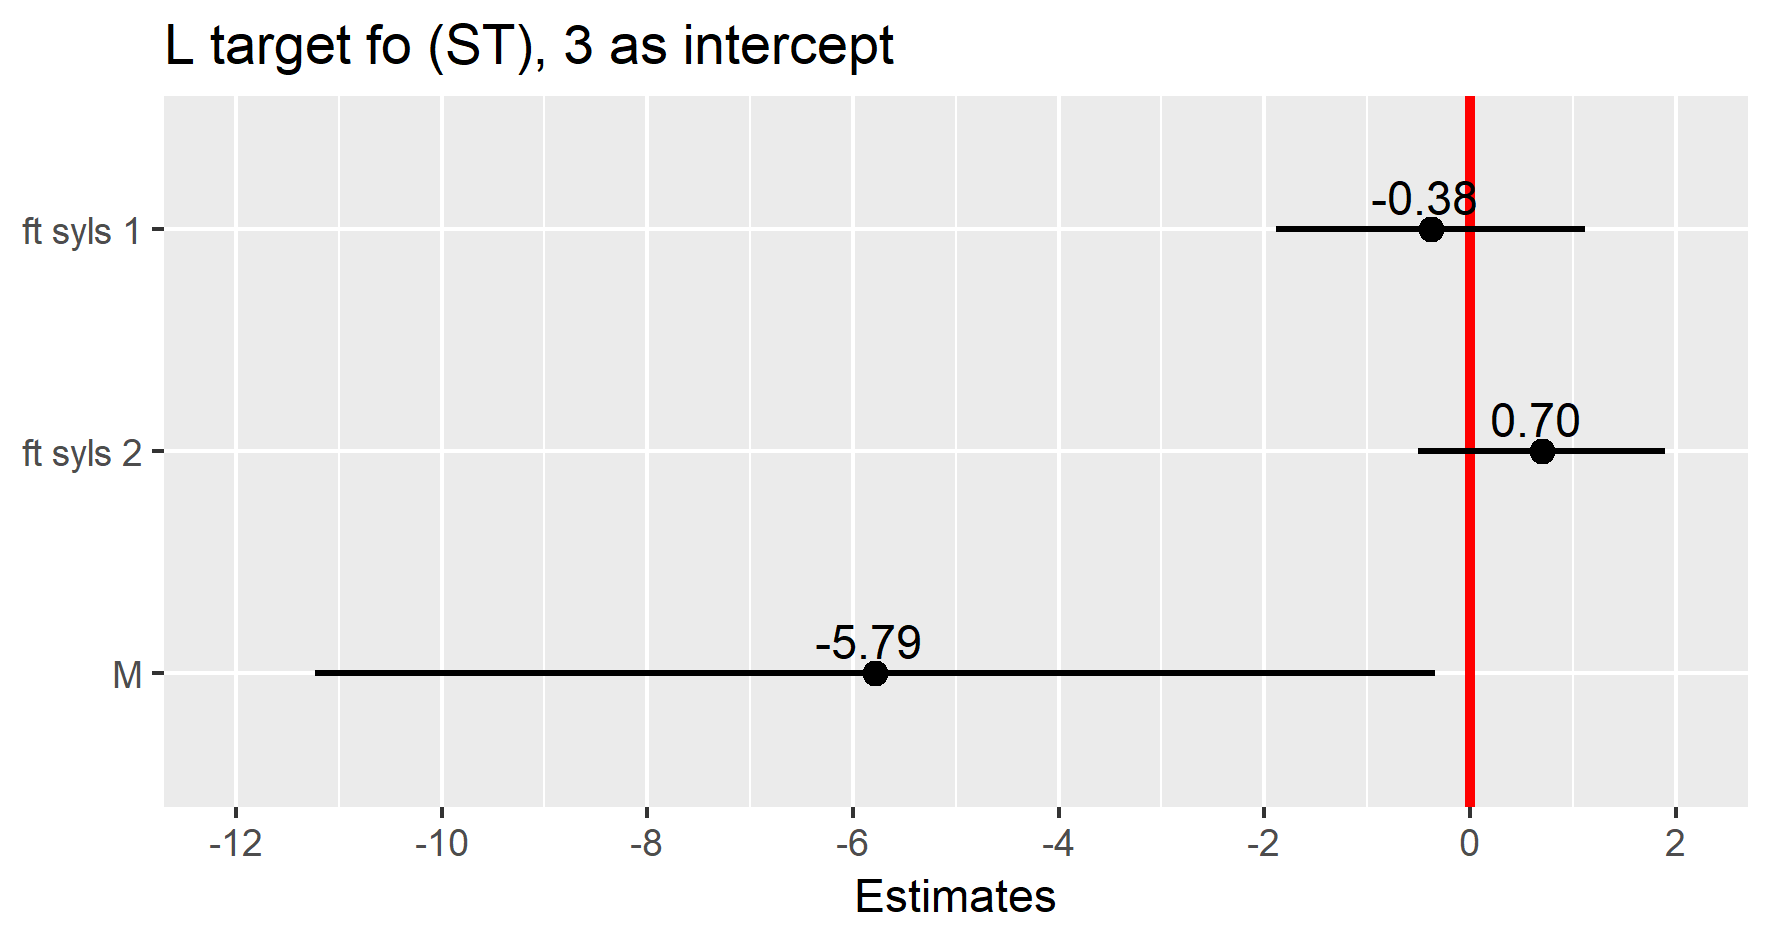 L target fo (ST), 3 as intercept
ft syls 1
-0.38
ft syls 2
0.70
M
-5.79
-12 -10 -8 -6 -4 -2 0 2
Estimates